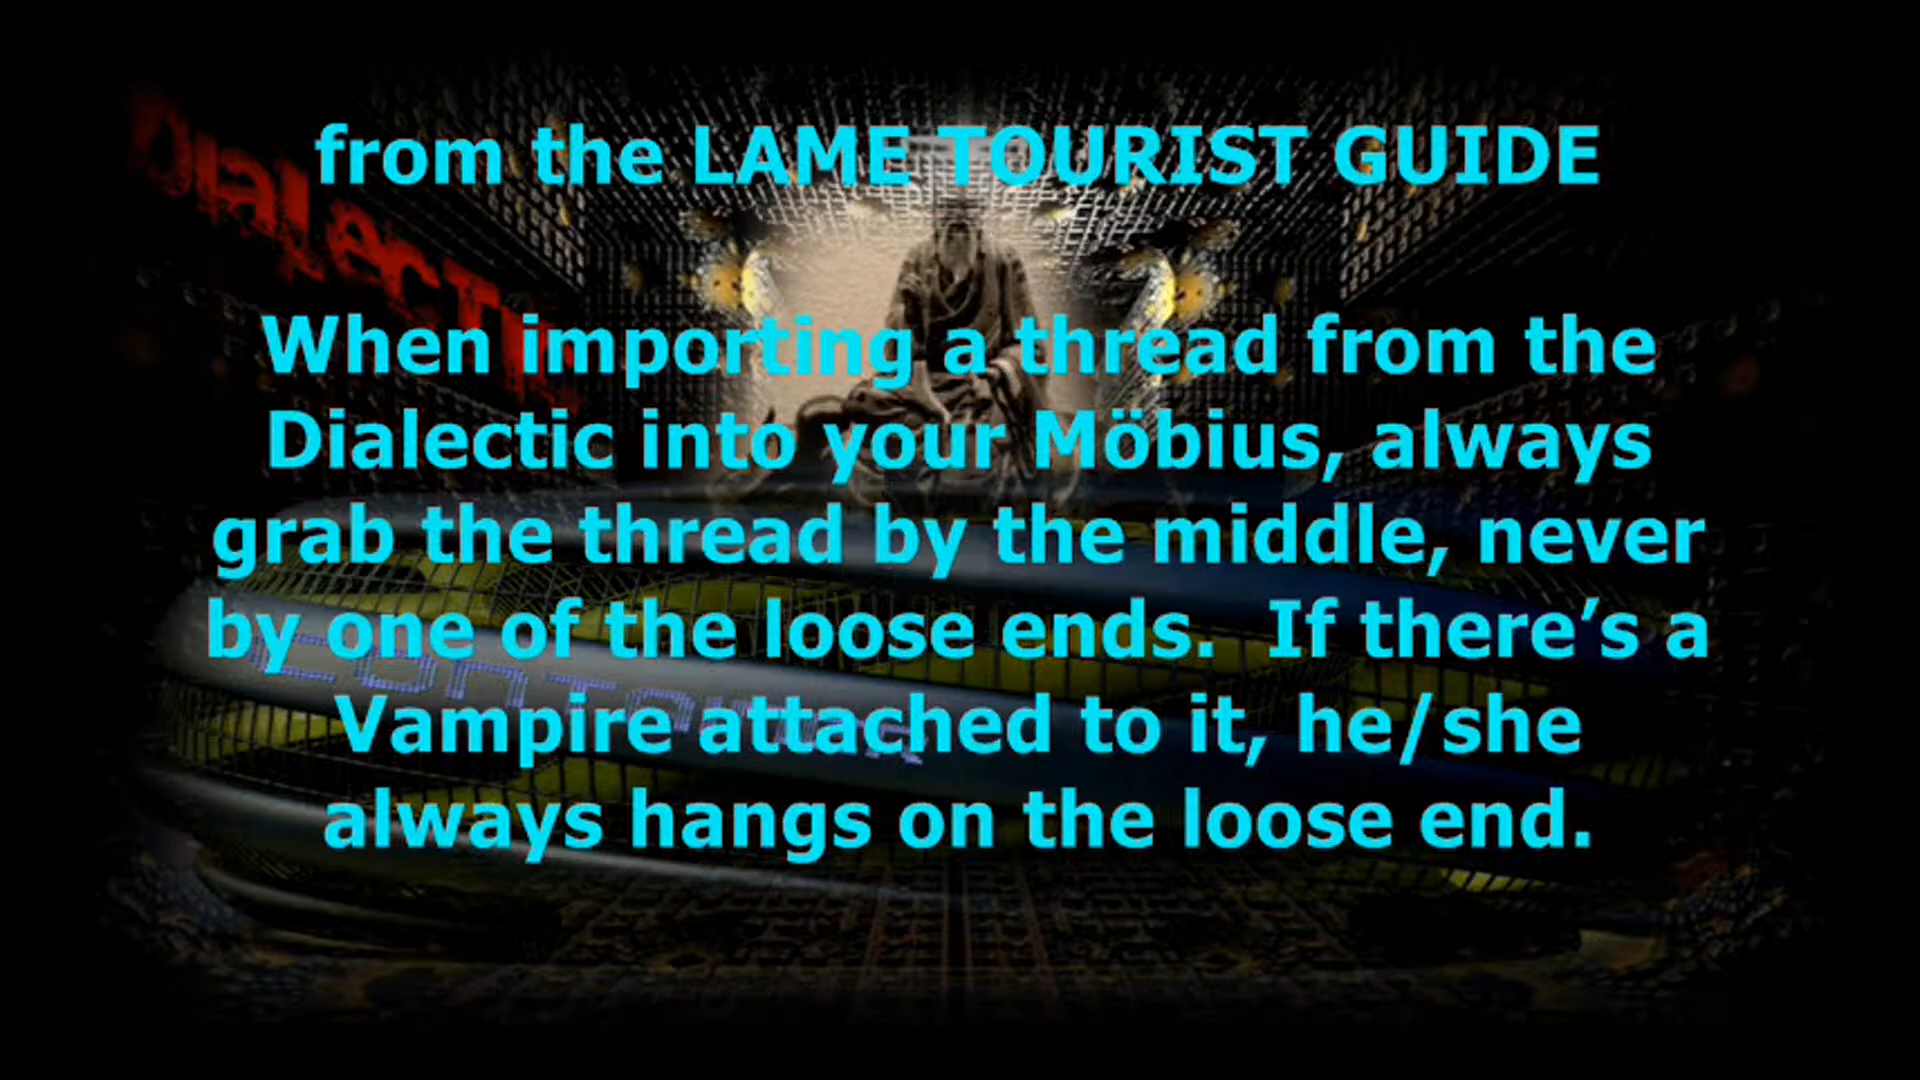 from the LAME TOURIST GUIDE
When importing a thread from the
Dialectic into your Möbius, always
grab the thread by the middle, never
by one of the loose ends.  If there’s a
Vampire attached to it, he/she
always hangs on the loose end.